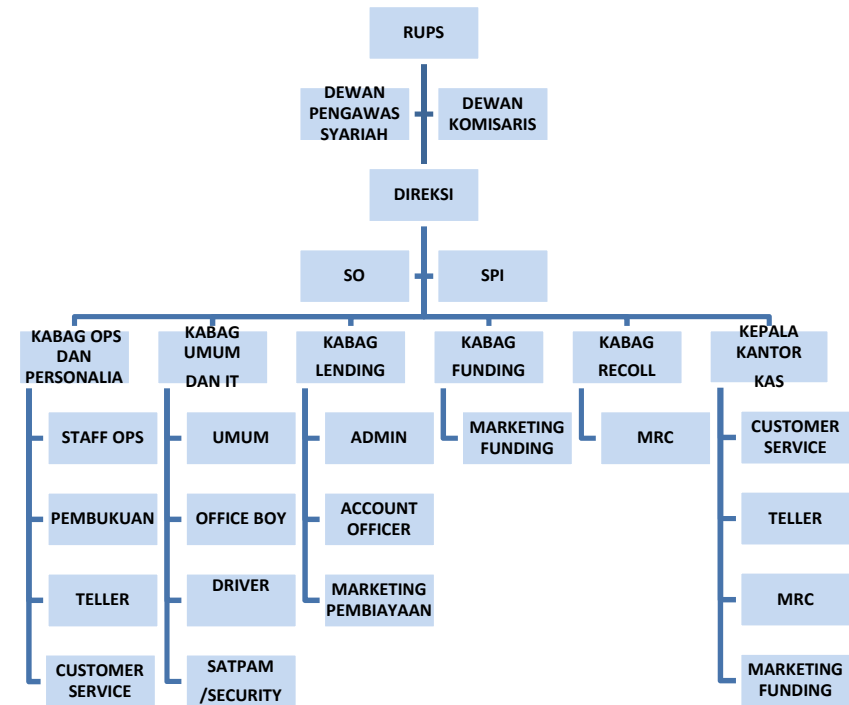 RUPS
DEWAN
PENGAWAS
SYARIAH
DEWAN
KOMISARIS
DIREKSI
SO
SPI
KABAG OPS
DAN
PERSONALIA
KABAG
UMUM
DAN IT
KABAG
LENDING
KABAG
FUNDING
KABAG
RECOLL
KEPALA
KANTOR
KAS
STAFF OPS
PEMBUKUAN
TELLER
CUSTOMER
SERVICE
UMUM
OFFICE BOY
DRIVER
SATPAM
/SECURITY
ADMIN
ACCOUNT
OFFICER
MARKETING
PEMBIAYAAN
MARKETING
FUNDING
MRC
CUSTOMER
SERVICE
TELLER
MRC
MARKETING
FUNDING